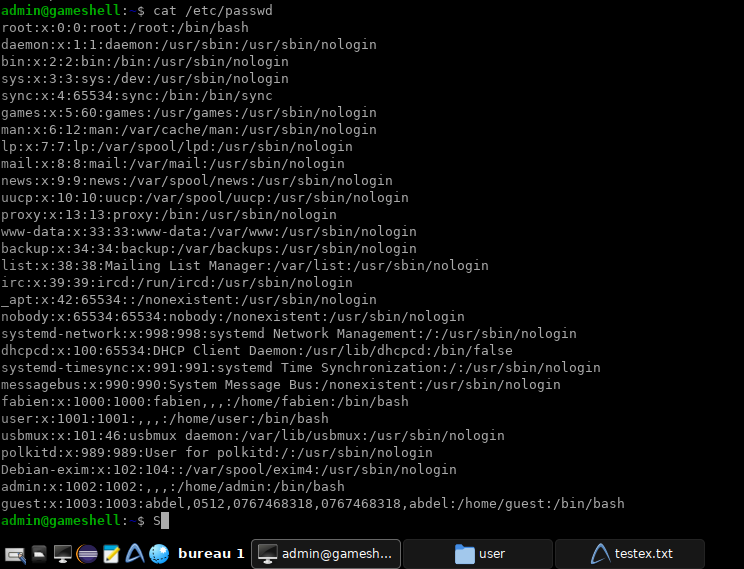 admin@gameshell:~$ cat /etc/passwd
root:x:0:0:root:/root:/bin/bash
daemon:x:1:1:daemon:/usr/sbin:/usr/sbin/nologin
bin:x:2:2:bin:/bin:/usr/sbin/nologin
sys:x:3:3:sys:/dev:/usr/sbin/nologin
sync:x:4:65534:sync:/bin:/bin/sync
games:x:5:60:games:/usr/games:/usr/sbin/nologin
man:x:6:12:man:/var/cache/man:/usr/sbin/nologin
lp:x:7:7:lp:/var/spool/lpd:/usr/sbin/nologin
mail:x:8:8:mail:/var/mail:/usr/sbin/nologin
news:x:9:9:news:/var/spool/news:/usr/sbin/nologin
uucp:x:10:10:uucp:/var/spool/uucp:/usr/sbin/nologin
proxy:x:13:13:proxy:/bin:/usr/sbin/nologin
www-data:x:33:33:www-data:/var/www:/usr/sbin/nologin
backup:x:34:34:backup:/var/backups:/usr/sbin/nologin
list:x:38:38:Mailing List Manager:/var/list:/usr/sbin/nologin
irc:x:39:39:ircd:/run/ircd:/usr/sbin/nologin
_apt:x:42:65534::/nonexistent:/usr/sbin/nologin
nobody:x:65534:65534:nobody:/nonexistent:/usr/sbin/nologin
systemd-network:x:998:998:systemd Network Management:/:/usr/sbin/nologin
dhcpcd:x:100:65534:DHCP Client Daemon:/usr/lib/dhcpcd:/bin/false
systemd-timesync:x:991:991:systemd Time Synchronization:/:/usr/sbin/nologin
messagebus:x:990:990:System Message Bus:/nonexistent:/usr/sbin/nologin
fabien:x:1000:1000:fabien,,,:/home/fabien:/bin/bash
user:x:1001:1001:,,,:/home/user:/bin/bash
usbmux:x:101:46:usbmux daemon:/var/lib/usbmux:/usr/sbin/nologin
polkitd:x:989:989:User for polkitd:/:/usr/sbin/nologin
Debian-exim:x:102:104::/var/spool/exim4:/usr/sbin/nologin
admin:x:1002:1002:,,,:/home/admin:/bin/bash
guest:x:1003:1003:abdel,0512,0767468318,0767468318,abdel:/home/guest:/bin/bash
admin@gameshell:~$ S
bureau 1 admin@gamesh... user testex.txt